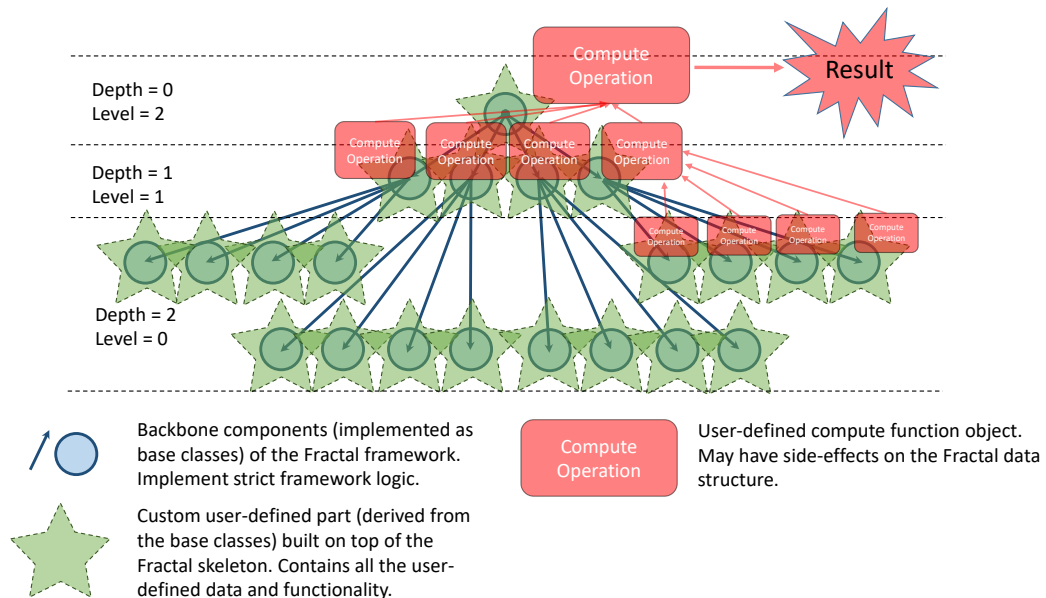 Compute
Operation
Result
Depth = 0
Level = 2
Compute
Operation
Compute
Operation
Compute
Operation
Compute
Operation
Depth = 1
Level = 1
Compute
Operation
Compute
Operation
Compute
Operation
Compute
Operation
Depth = 2
Level = 0
Backbone components (implemented as
base classes) of the Fractal framework.
Implement strict framework logic.
Compute
Operation
User-defined compute function object.
May have side-effects on the Fractal data
structure.
Custom user-defined part (derived from
the base classes) built on top of the
Fractal skeleton. Contains all the user-
defined data and functionality.